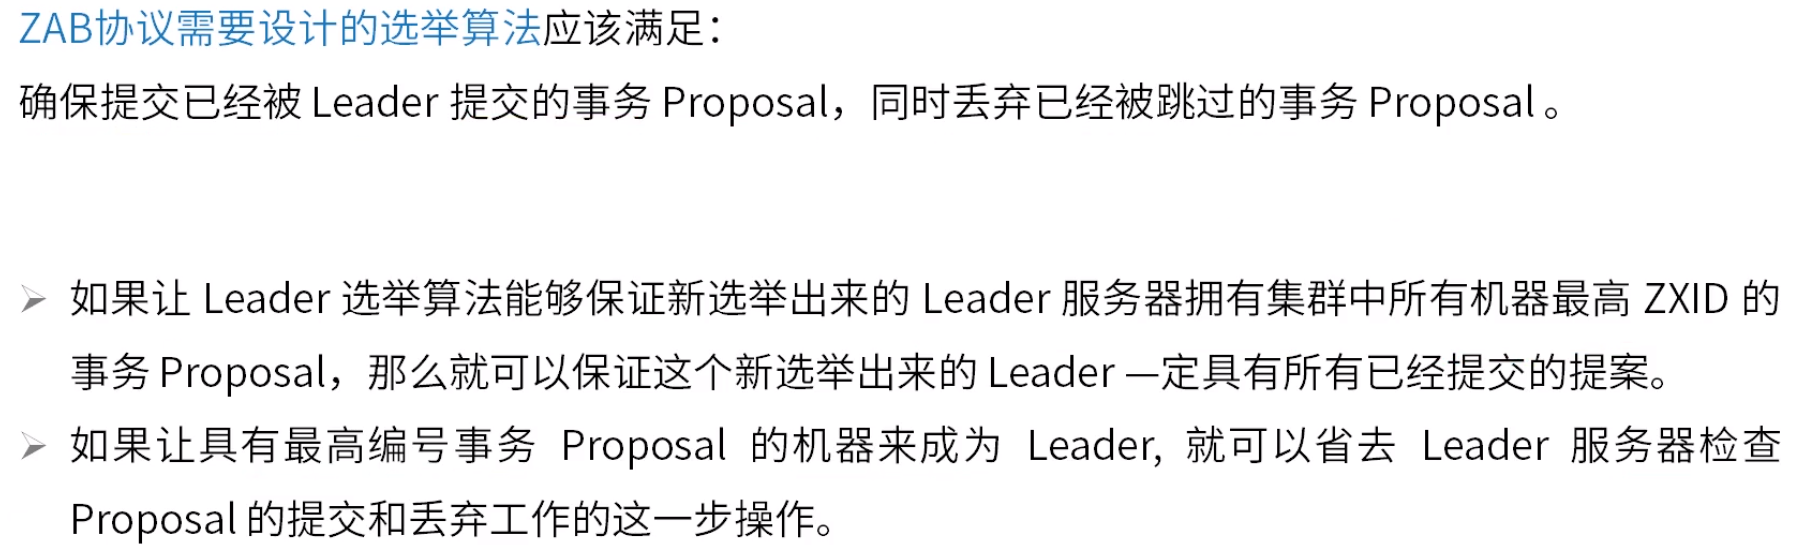 ZAB协议需要设计的选举算法应该满足：
确保提交已经被 Leader 提交的事务 Proposal，同时丢弃已经被跳过的事务 Proposal 。
如果让 Leader 选举算法能够保证新选举出来的 Leader 服务器拥有集群中所有机器最高 ZXID 的
事务 Proposal，那么就可以保证这个新选举出来的 Leader —定具有所有已经提交的提案。
如果让具有最高编号事务 Proposal 的机器来成为 Leader, 就可以省去 Leader 服务器检查
Proposal 的提交和丢弃工作的这一步操作。